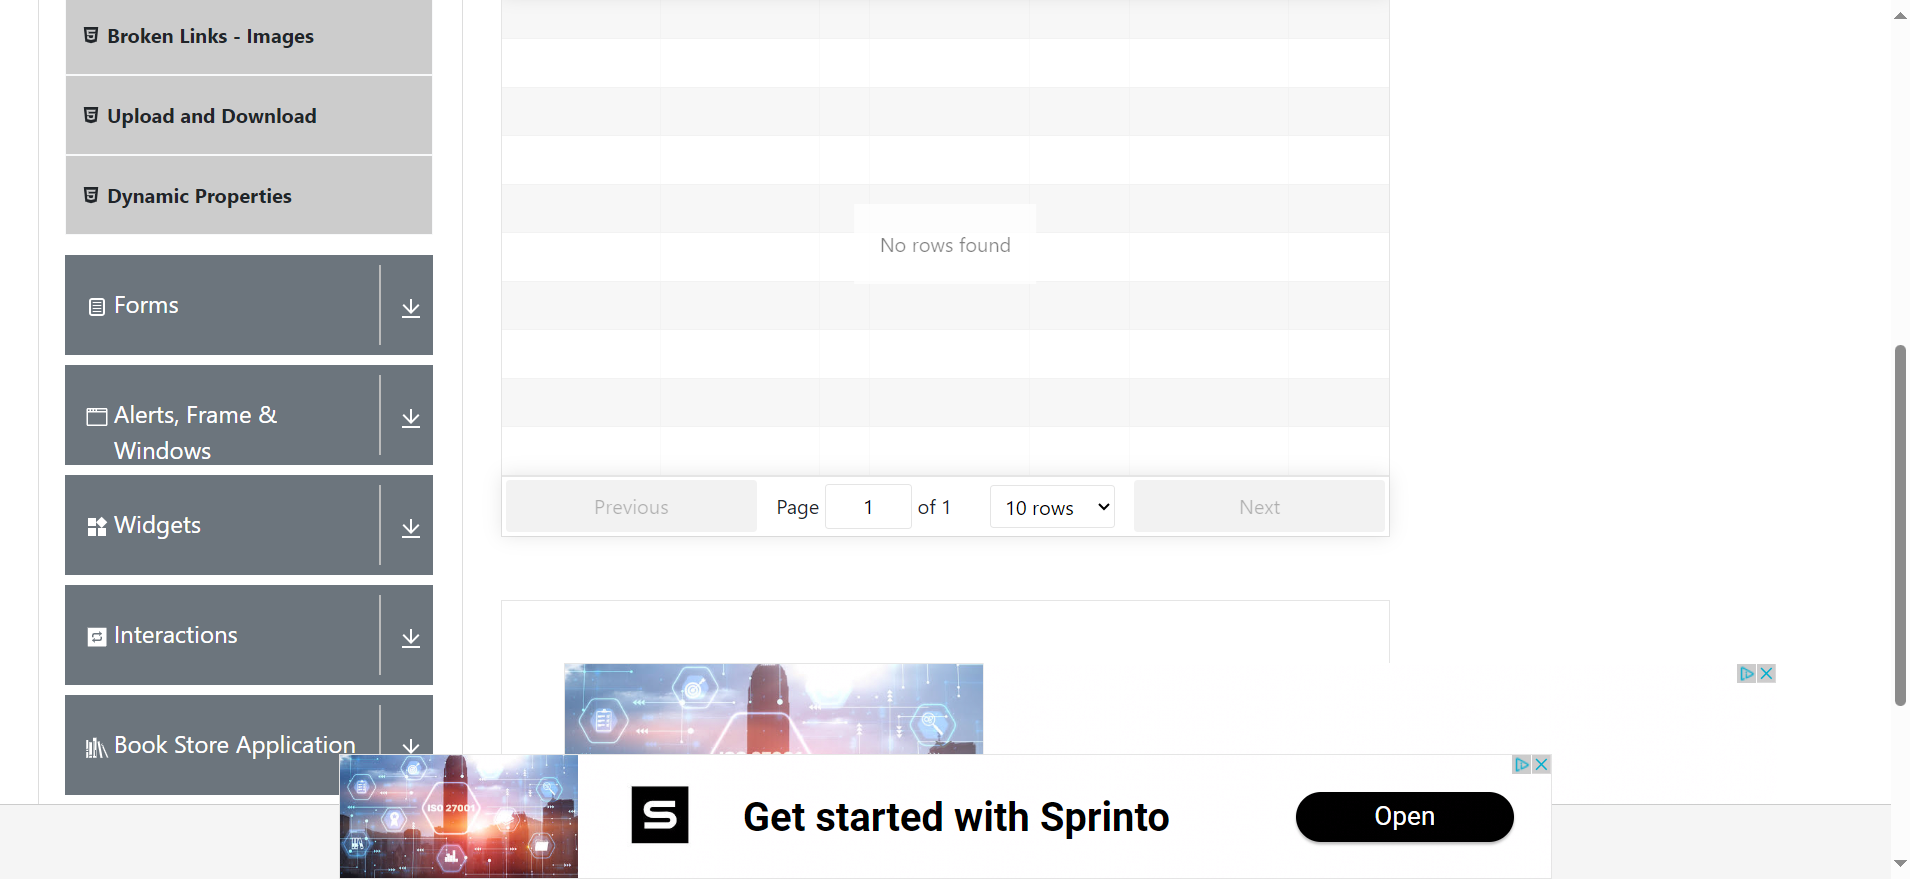 Broken Links - Images
Upload and Download
Dynamic Properties
Forms
Alerts, Frame &
Windows
Widgets
Interactions
Book Store Application
No rows found
Previous
Page 1 of 1
10 rows
Next
ISO 27001
S
Get started with Sprinto
Open